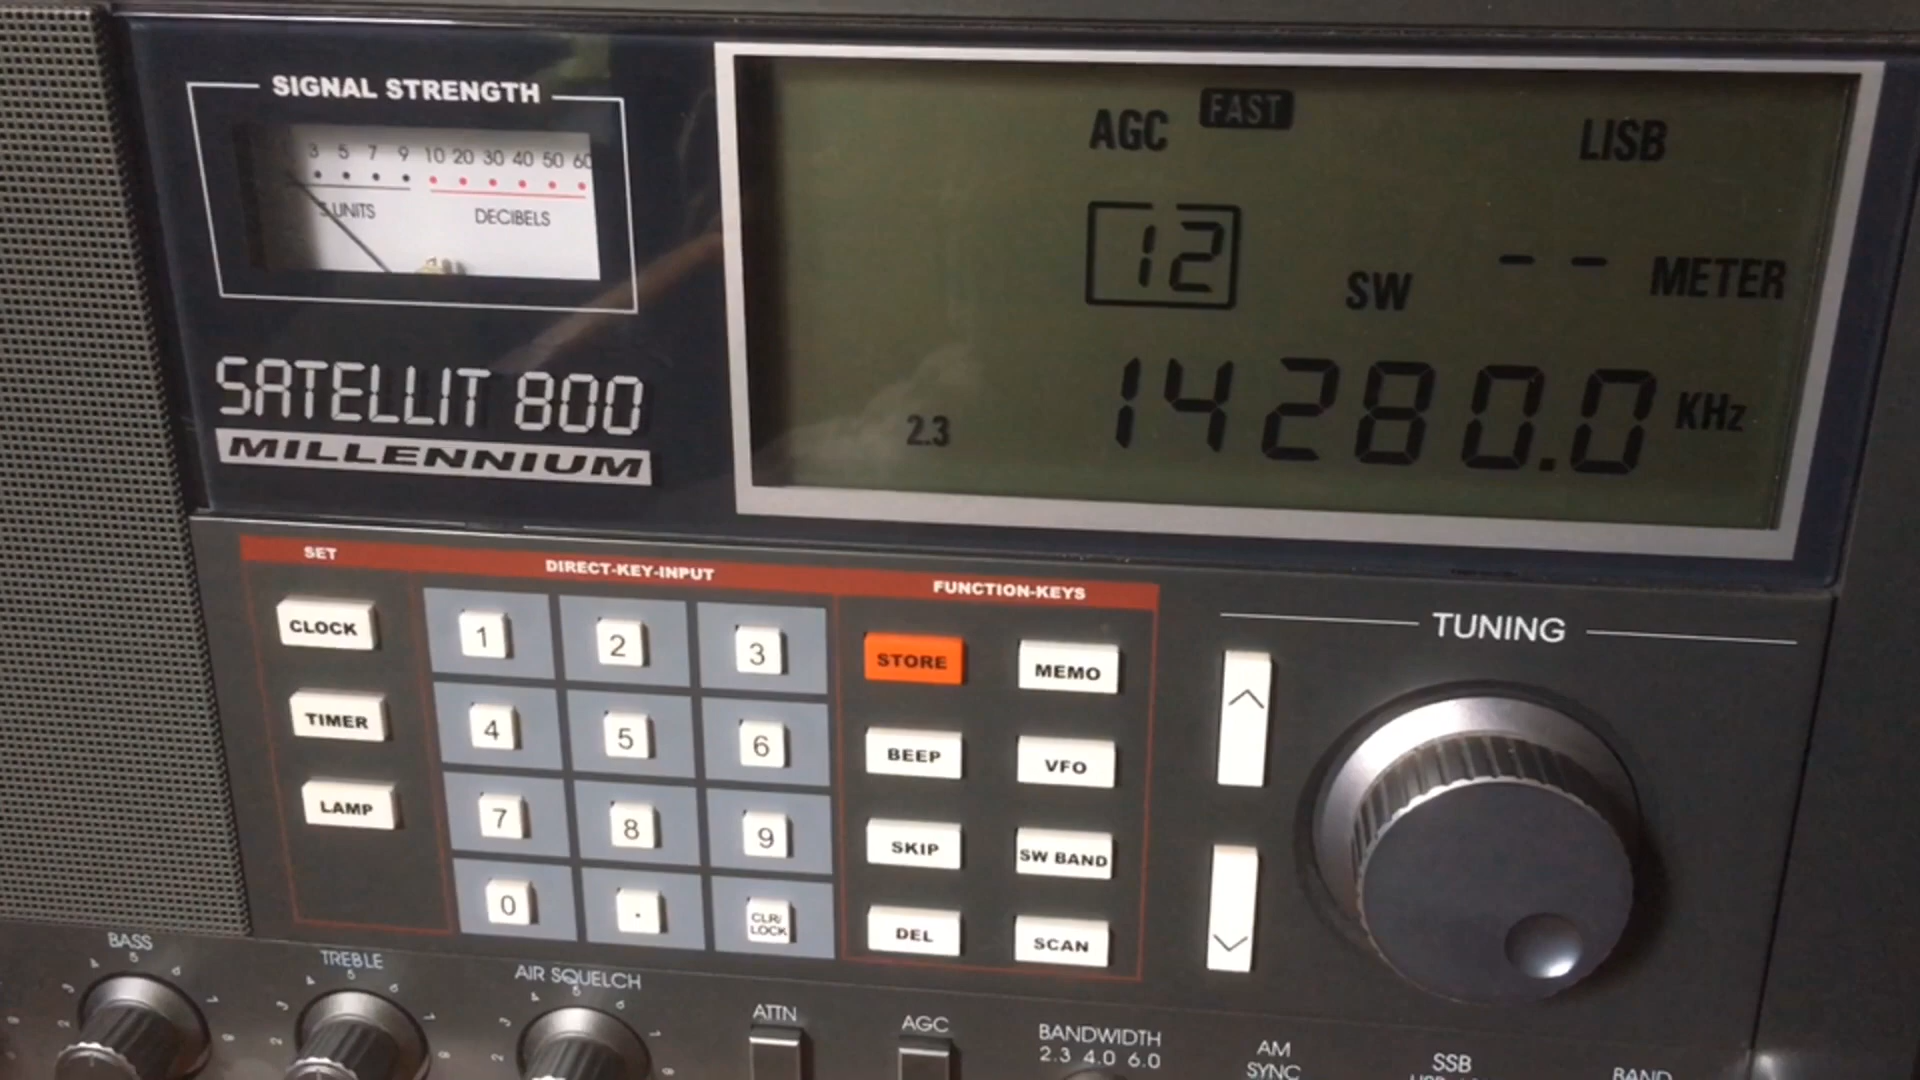 SIGNAL STRENGTH
3 5 7 9 10 20 30 40 50 60
S UNITS
DECIBELS
SATELLIT 800
MILLENNIUM
AGC FAST LISB
12 SW -- METER
2.3 14280.0 KHz
SET
DIRECT-KEY-INPUT
FUNCTION-KEYS
TUNING
CLOCK 1 2 3 STORE MEMO
TIMER 4 5 6 BEEP VFO
LAMP 7 8 9 SKIP SW BAND
0 . CLR/
LOCK
DEL SCAN
BASS
TREBLE
AIR SQUELCH
ATTN
AGC
BANDWIDTH
2.3 4.0 6.0
AM
SYNC
SSB
BAND